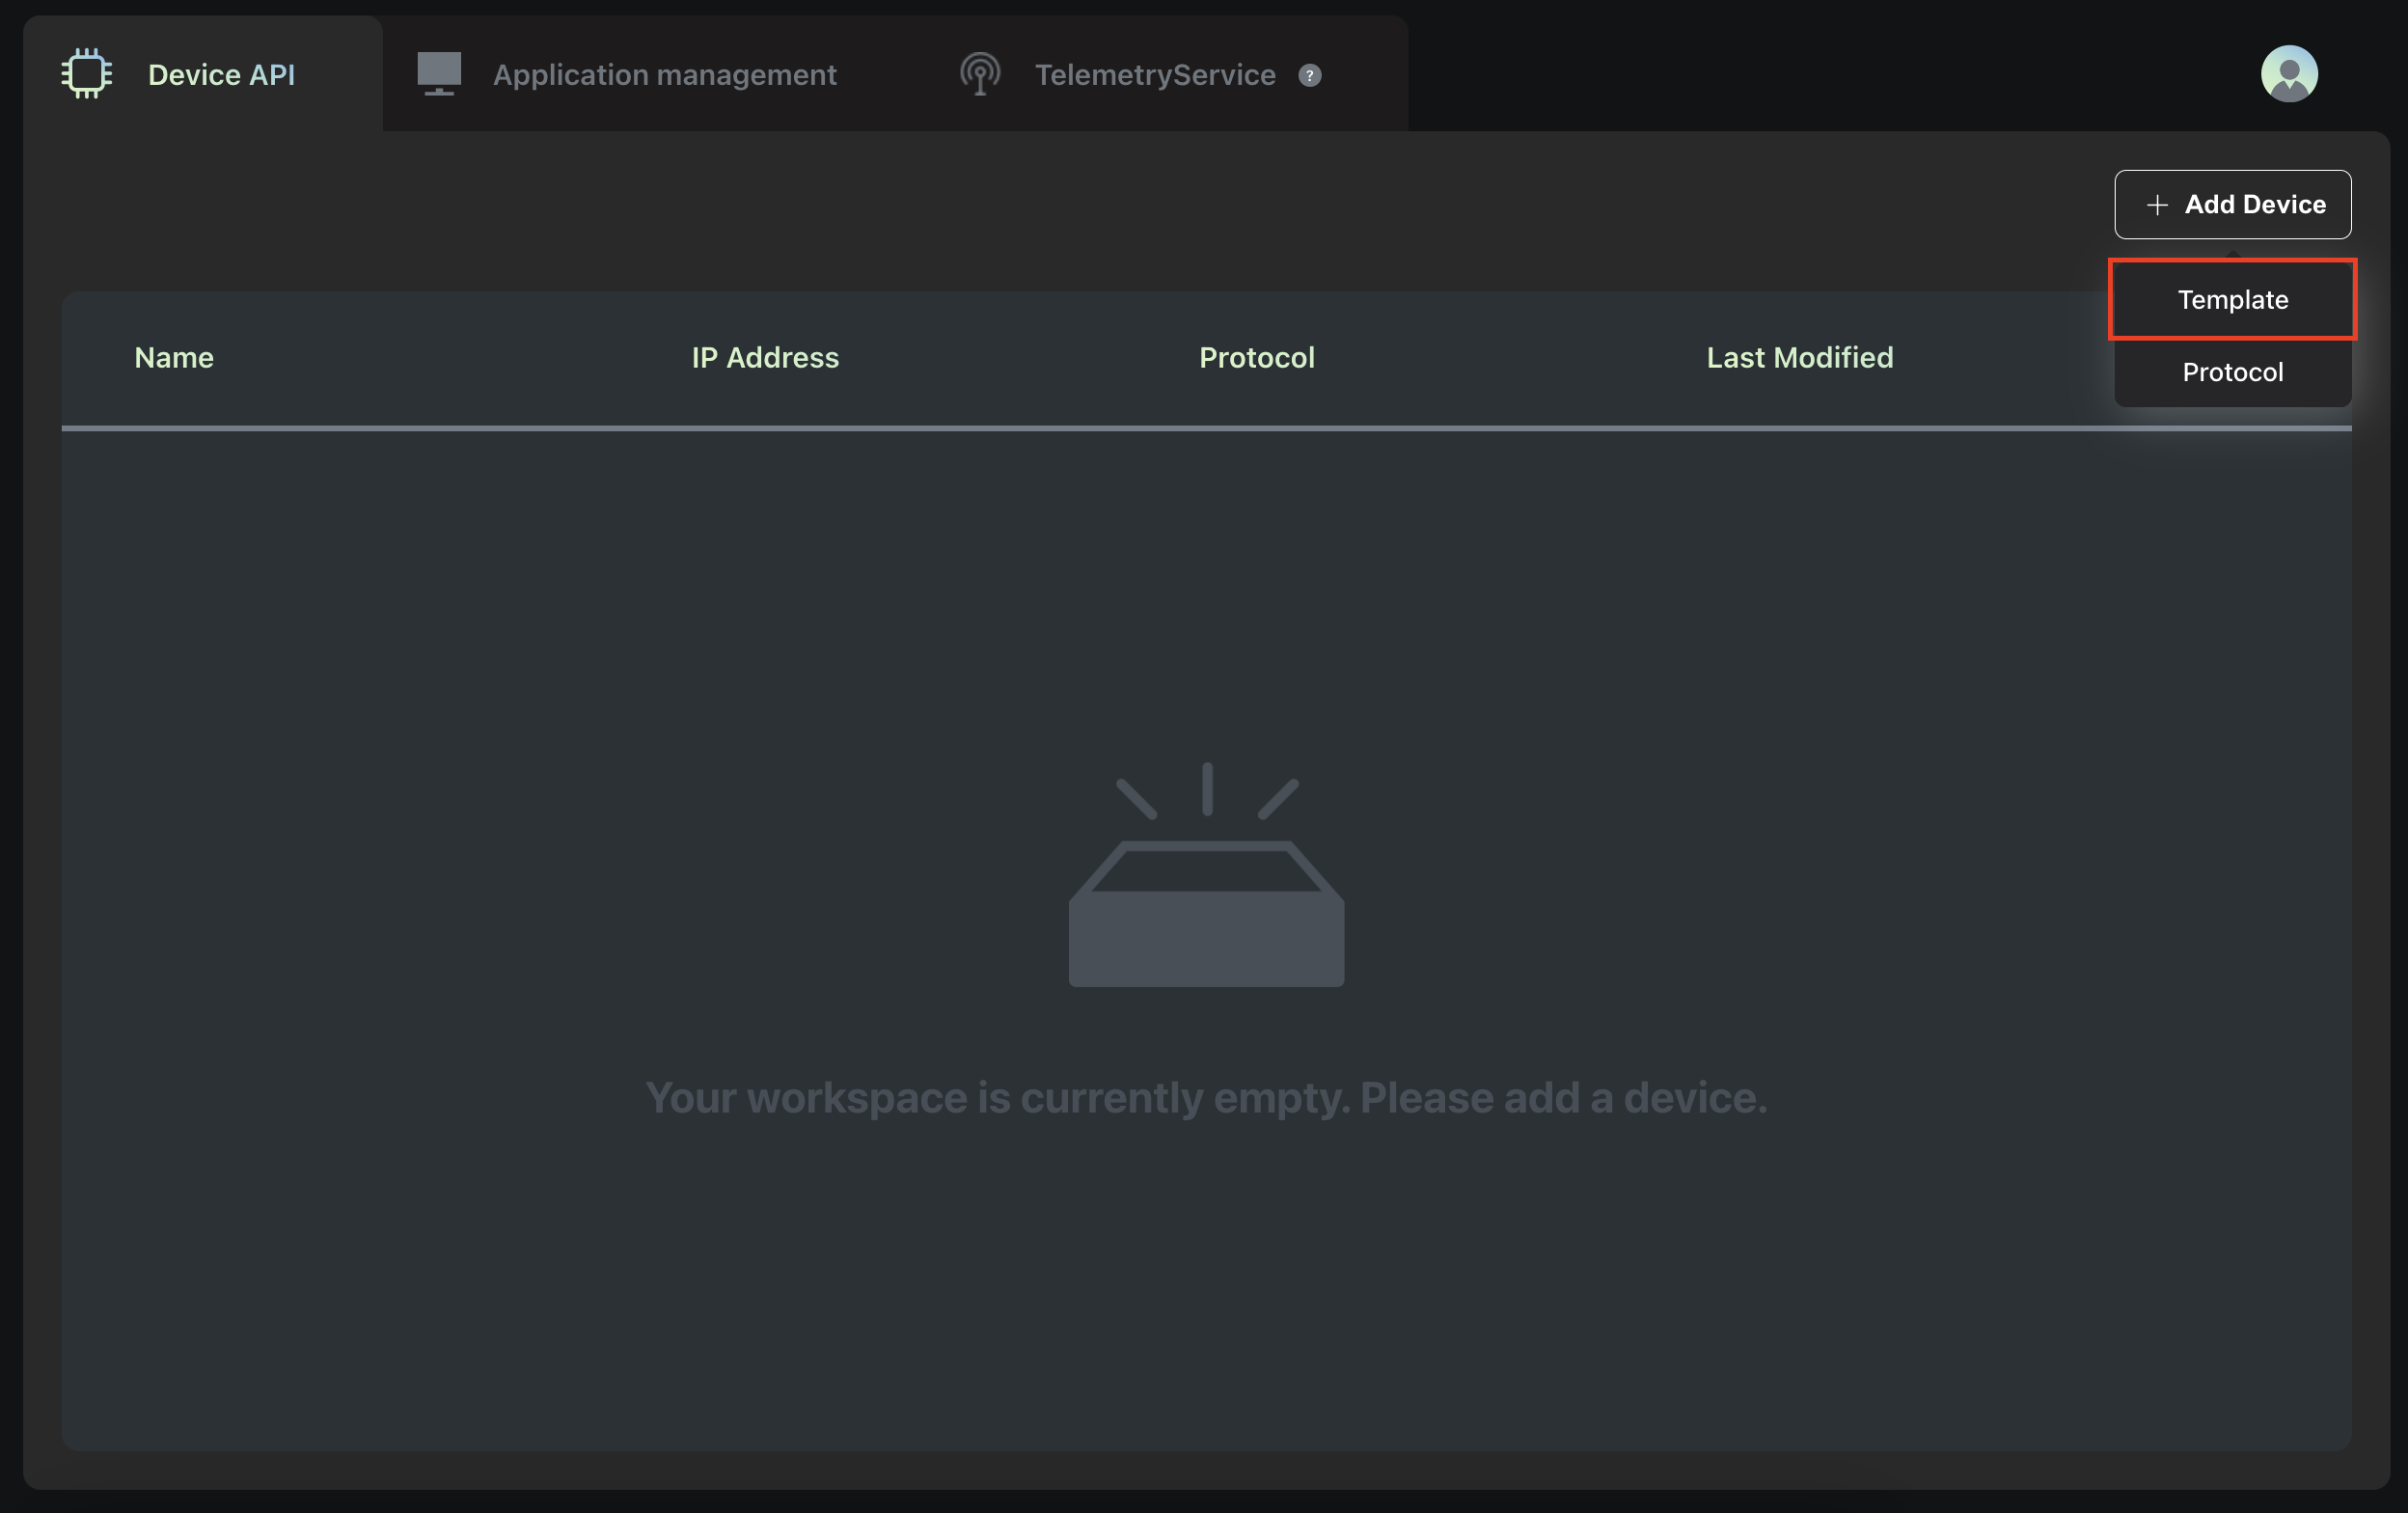 Device API
Application management
TelemetryService ?
+ Add Device
Template
Protocol
Name
IP Address
Protocol
Last Modified
Your workspace is currently empty. Please add a device.